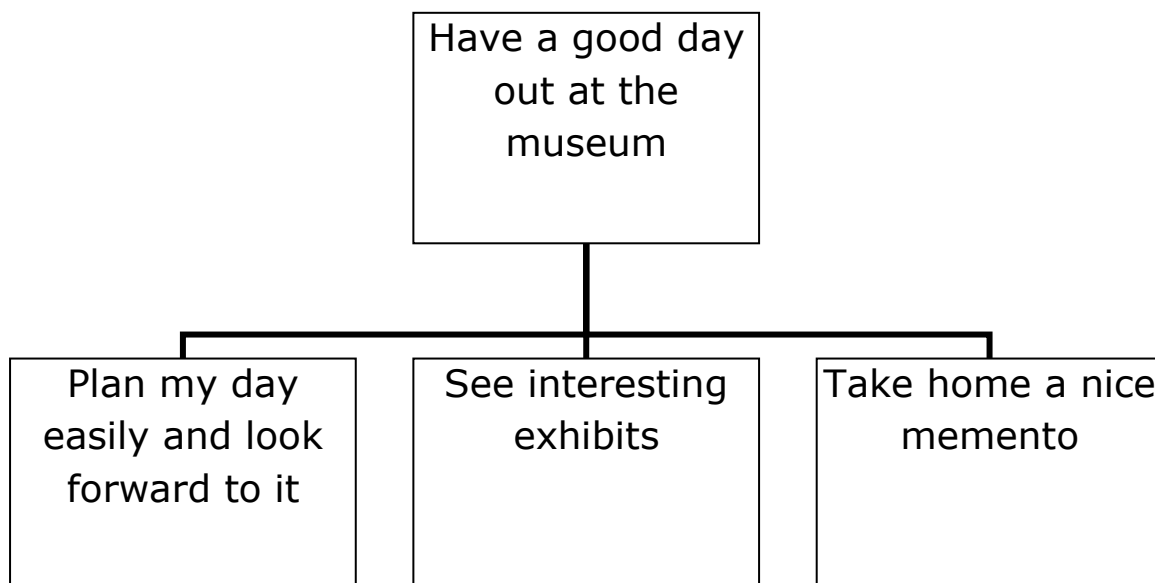 Have a good day
out at the
museum
Plan my day
easily and look
forward to it
See interesting
exhibits
Take home a nice
memento